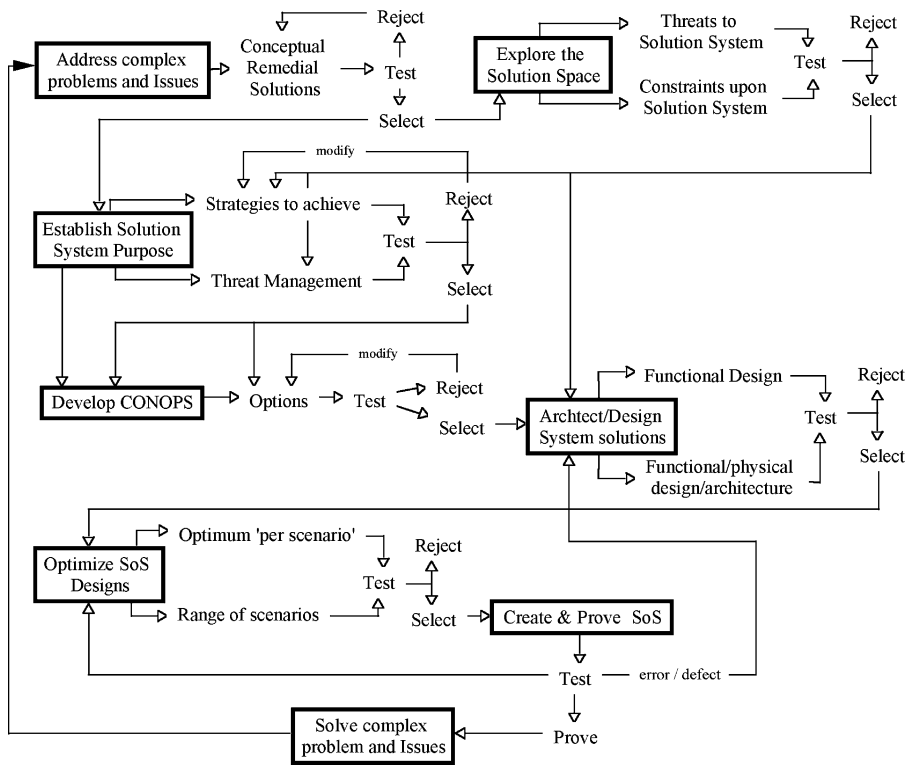 Reject
Address complex
problems and Issues
Conceptual
Remedial
Solutions
Test
Select
Explore the
Solution Space
Threats to
Solution System
Constraints upon
Solution System
Test
Reject
Select
modify
Establish Solution
System Purpose
Strategies to achieve
Threat Management
Test
Reject
Select
modify
Develop CONOPS
Options
Test
Reject
Select
Archtect/Design
System solutions
Functional Design
Functional/physical
design/architecture
Test
Reject
Select
Optimize SoS
Designs
Optimum 'per scenario'
Range of scenarios
Test
Reject
Select
Create & Prove SoS
Test
error / defect
Prove
Solve complex
problem and Issues